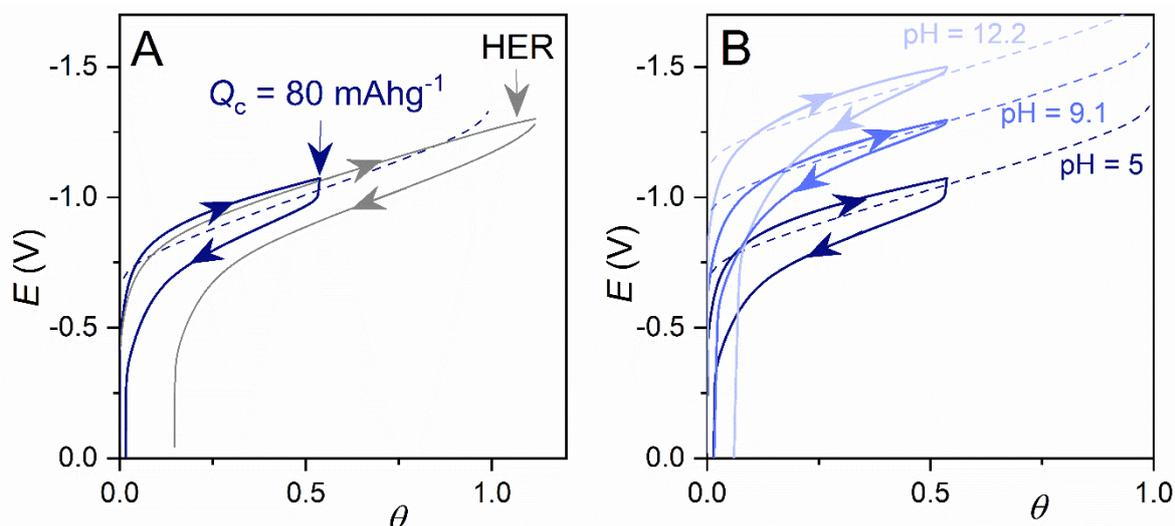 A
HER
Qc = 80 mAhg-1
-1.5
-1.0
-0.5
0.0
E (V)
0.0
0.5
1.0
θ
B
pH = 12.2
pH = 9.1
pH = 5
-1.5
-1.0
-0.5
0.0
E (V)
0.0
0.5
1.0
θ